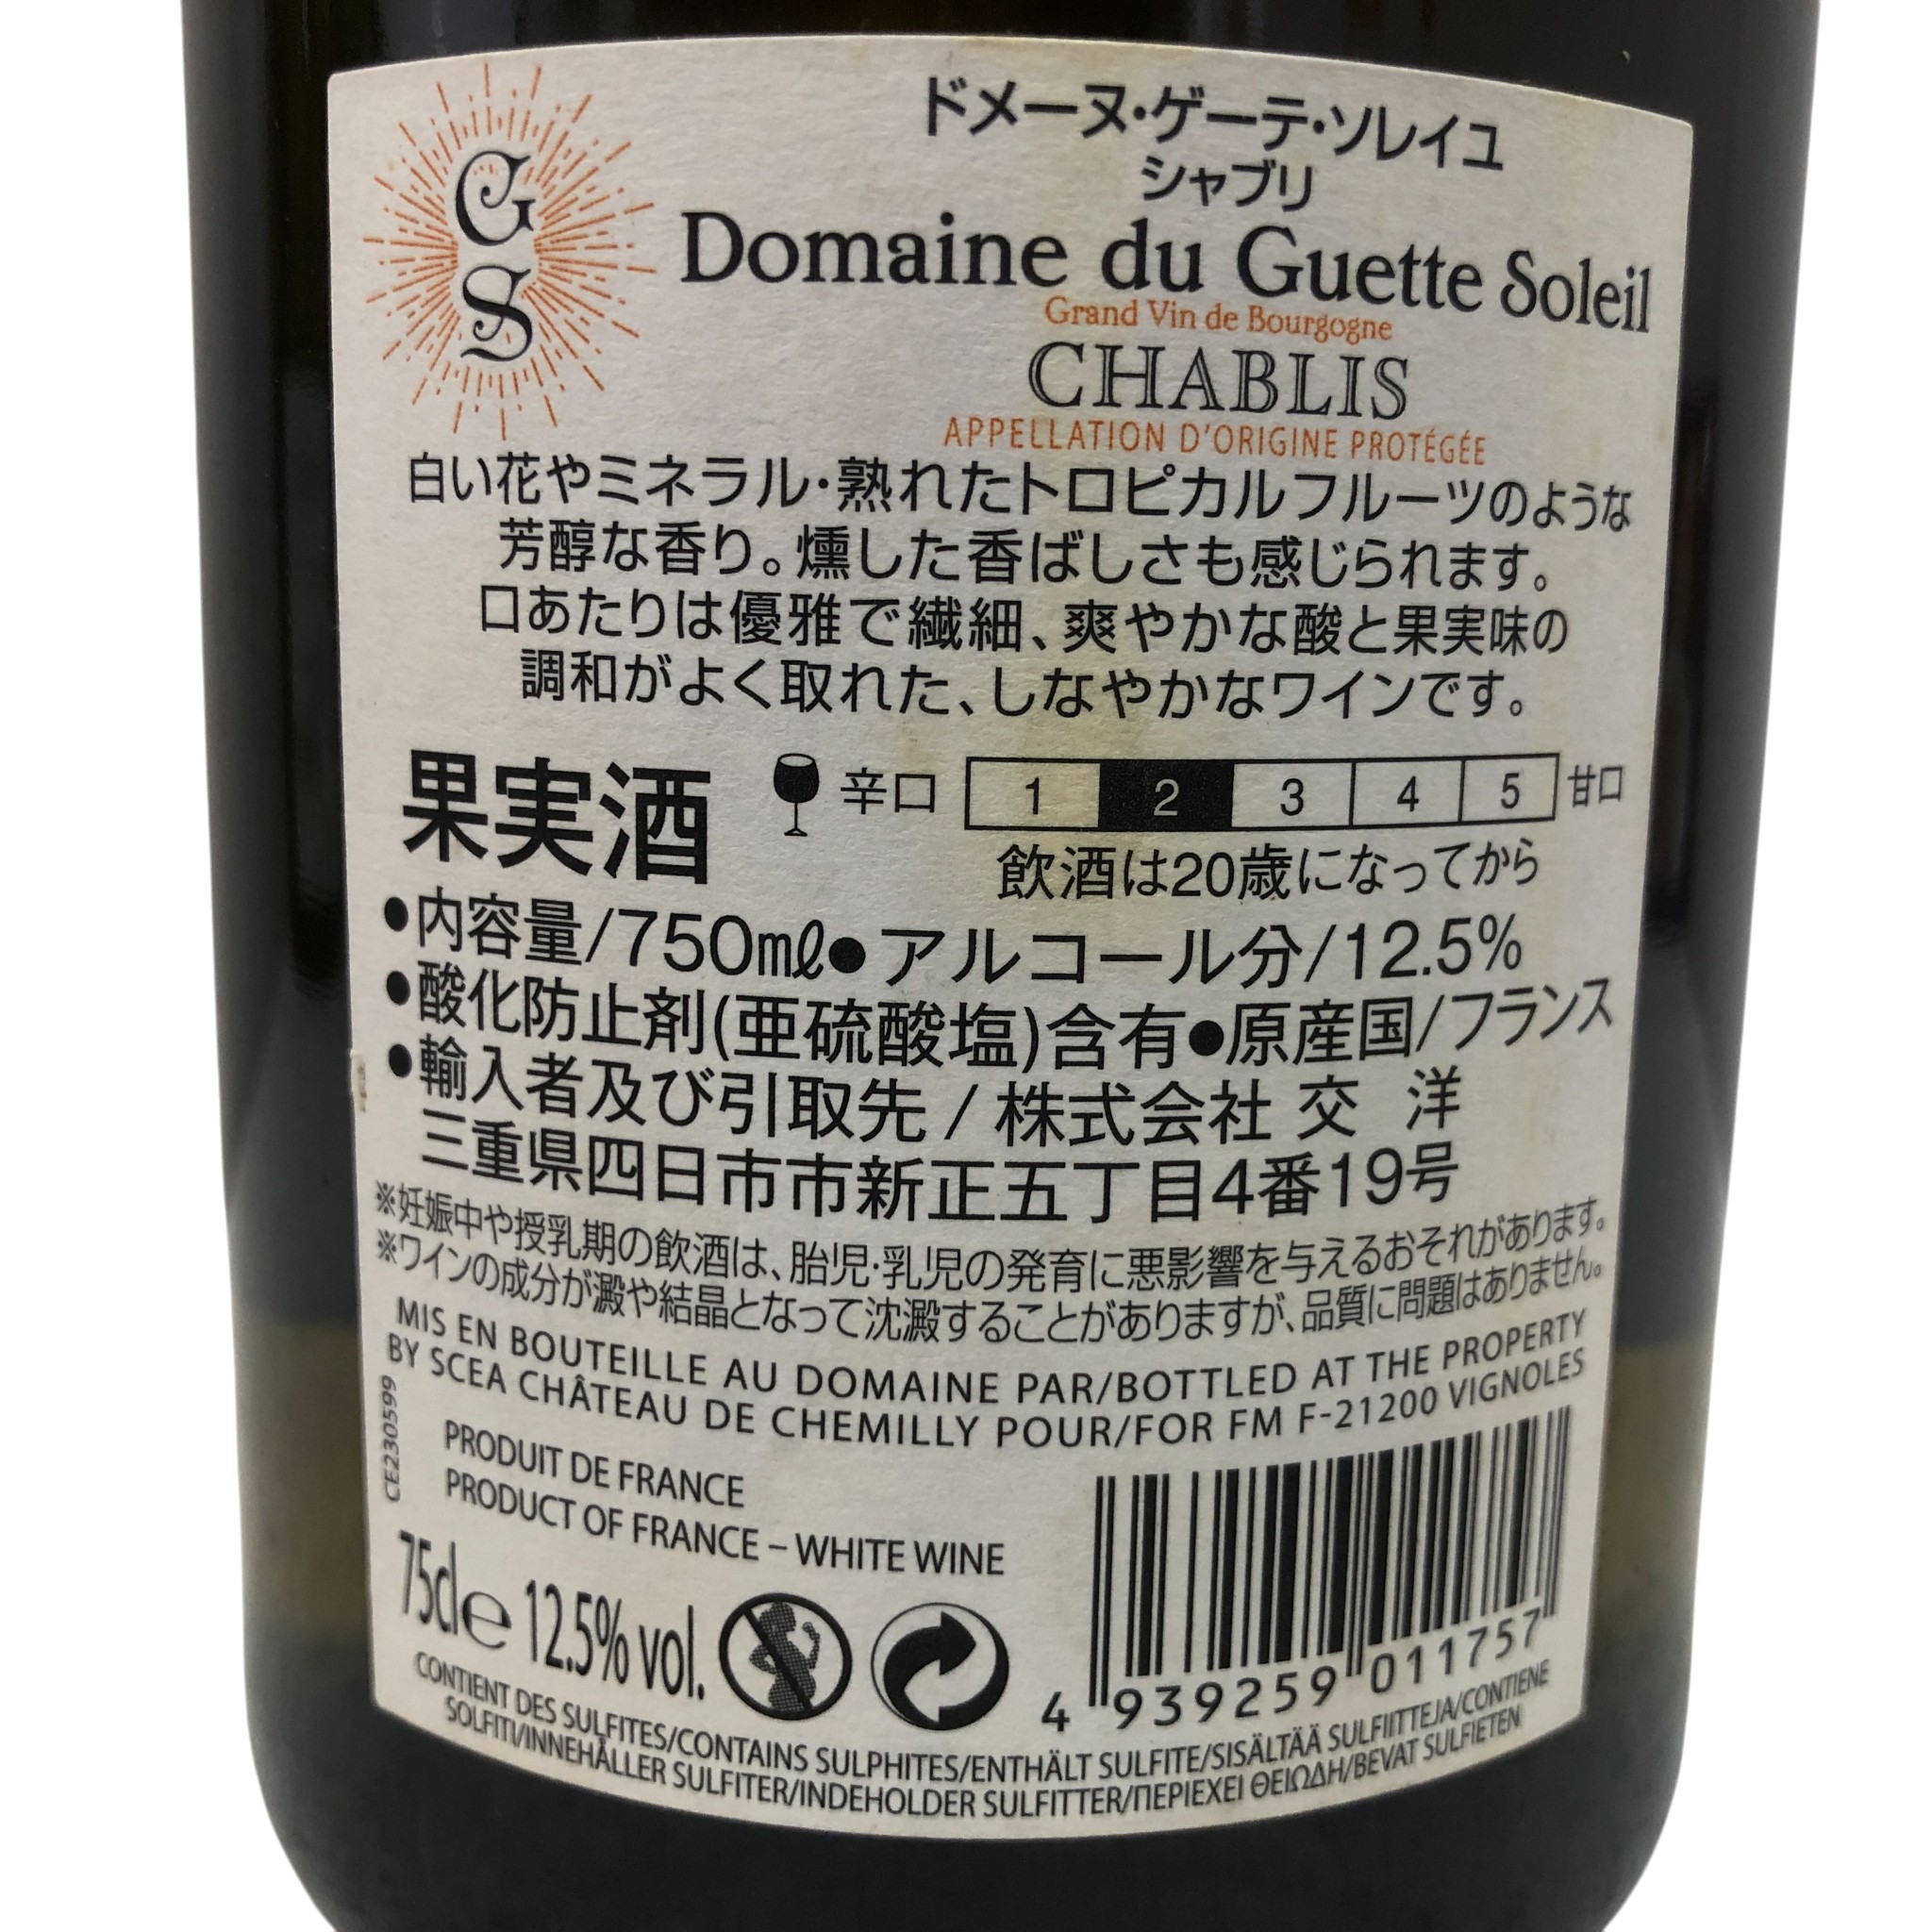 G
S
ドメーヌ・ゲーテ・ソレイユ
シャブリ
Domaine du Guette Soleil
Grand Vin de Bourgogne
CHABLIS
APPELLATION D'ORIGINE PROTÉGÉE
白い花やミネラル・熟れたトロピカルフルーツのような
芳醇な香り。燻した香ばしさも感じられます。
口あたりは優雅で繊細、爽やかな酸と果実味の
調和がよく取れた、しなやかなワインです。
果実酒 辛口 1 2 3 4 5 甘口
飲酒は20歳になってから
●内容量/750mℓ●アルコール分/12.5%
●酸化防止剤(亜硫酸塩)含有●原産国/フランス
●輸入者及び引取先/株式会社 交 洋
三重県四日市市新正五丁目4番19号
※妊娠中や授乳期の飲酒は、胎児・乳児の発育に悪影響を与えるおそれがあります。
※ワインの成分が澱や結晶となって沈澱することがありますが、品質に問題はありません。
MIS EN BOUTEILLE AU DOMAINE PAR/BOTTLED AT THE PROPERTY
BY SCEA CHÂTEAU DE CHEMILLY POUR/FOR FM F-21200 VIGNOLES
CE2230599
PRODUIT DE FRANCE
PRODUCT OF FRANCE – WHITE WINE
75cl e 12.5% vol.
4 939259 011757
CONTIENT DES SULFITES/CONTAINS SULPHITES/ENTHÄLT SULFITE/SISÄLTÄÄ SULFIITTEJA/CONTIENE
SOLFITI/INNEHÅLLER SULFITER/INDEHOLDER SULFITTER/ΠΕΡΙΕΧΕΙ ΘΕΙΩΔΗ/BEVAT SULFIETEN